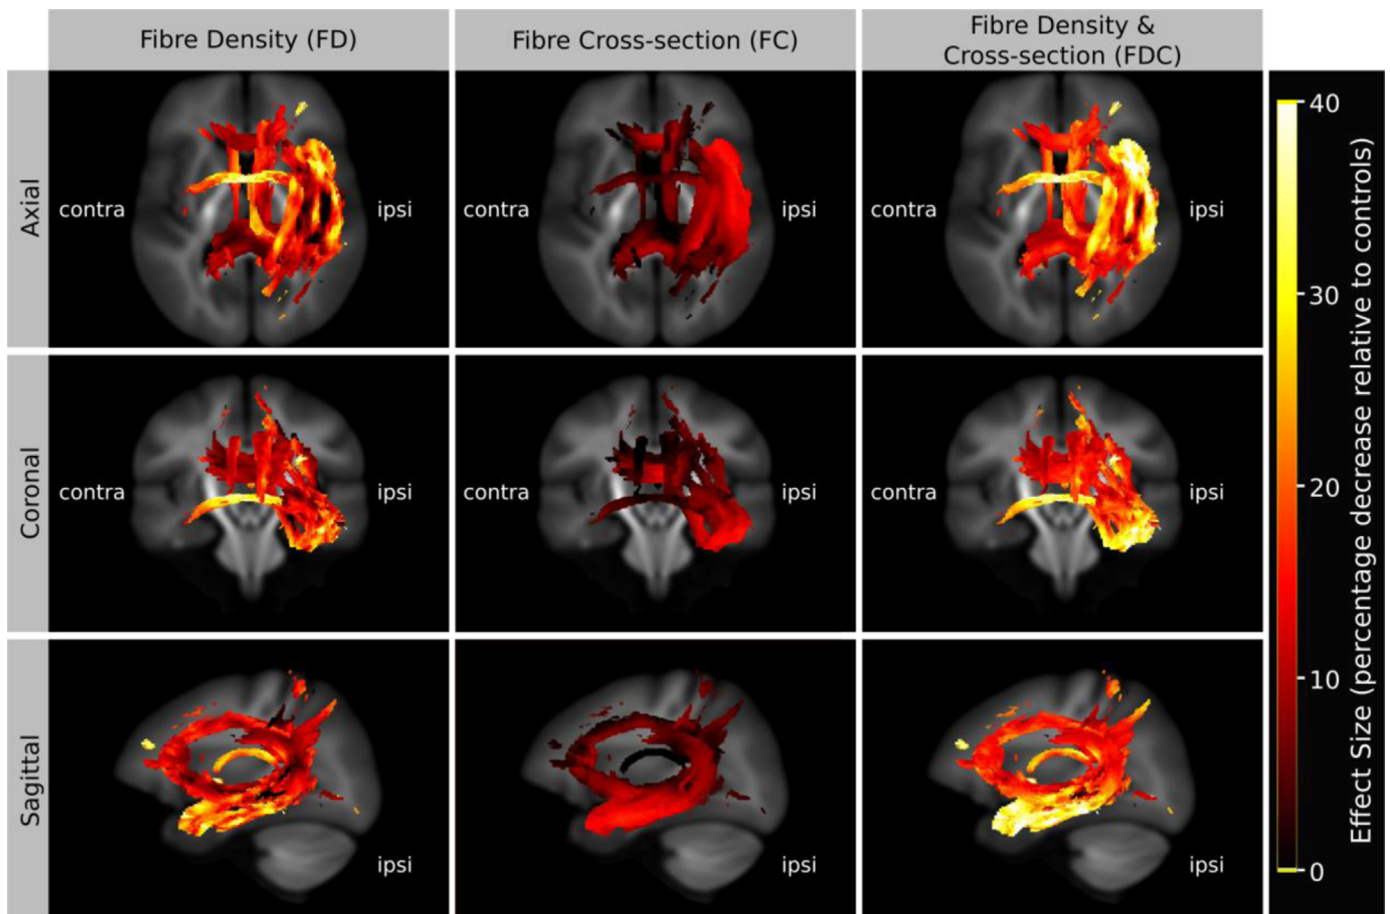 Fibre Density (FD)
Fibre Cross-section (FC)
Fibre Density &
Cross-section (FDC)
Axial
contra
ipsi
contra
ipsi
contra
ipsi
Coronal
contra
ipsi
contra
ipsi
contra
ipsi
Sagittal
ipsi
ipsi
ipsi
40
30
20
10
0
Effect Size (percentage decrease relative to controls)